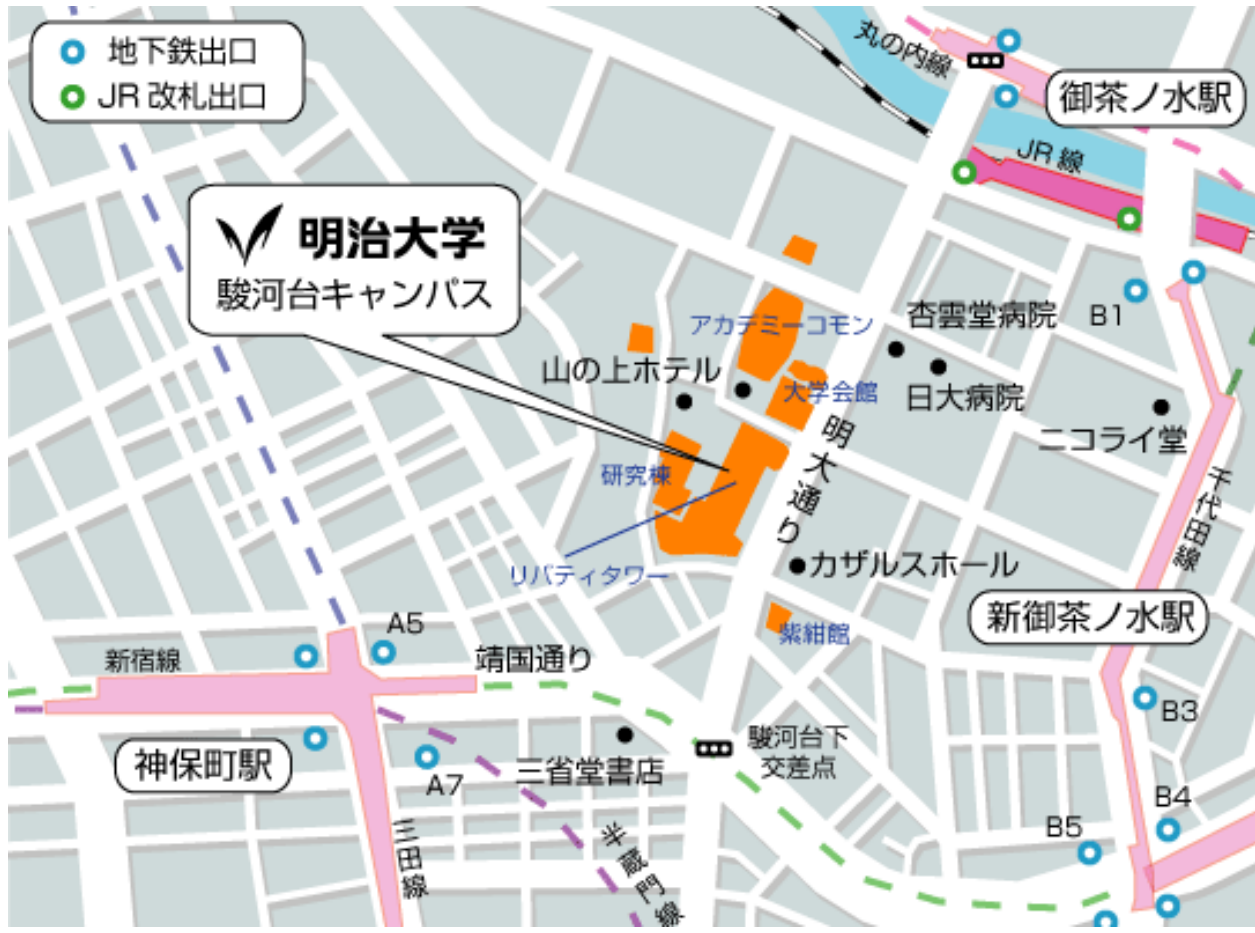 地下鉄出口
JR 改札出口
丸の内線
御茶ノ水駅
JR 線
明治大学
駿河台キャンパス
アカデミーコモン
杏雲堂病院
B1
山の上ホテル
大学会館
日大病院
ニコライ堂
明大通り
研究棟
千代田線
リバティタワー
カザルスホール
紫紺館
新御茶ノ水駅
A5
新宿線
靖国通り
B3
神保町駅
A7
三省堂書店
駿河台下
交差点
B4
B5
三田線
半蔵門線